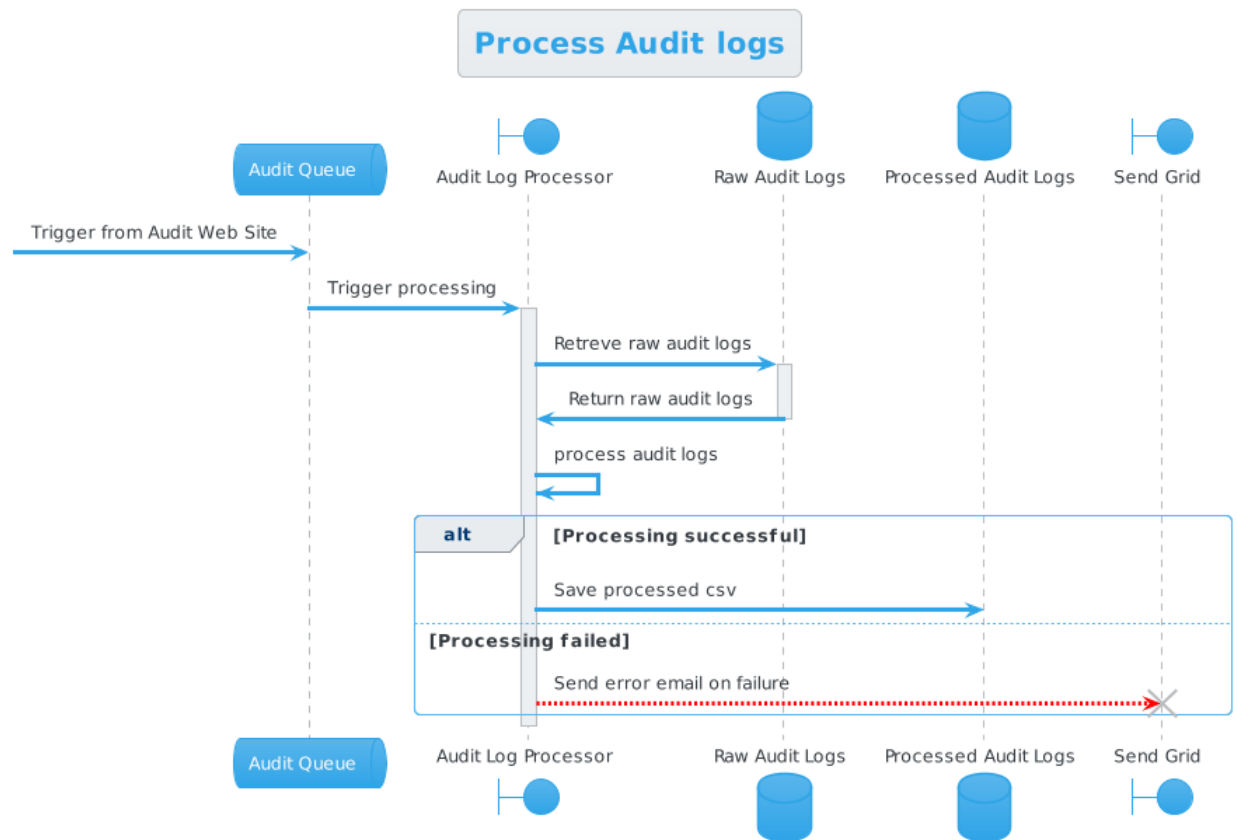 Process Audit logs
Audit Queue
Audit Log Processor
Raw Audit Logs
Processed Audit Logs
Send Grid
Trigger from Audit Web Site
Trigger processing
Retreve raw audit logs
Return raw audit logs
process audit logs
alt
[Processing successful]
Save processed csv
[Processing failed]
Send error email on failure
Audit Queue
Audit Log Processor
Raw Audit Logs
Processed Audit Logs
Send Grid